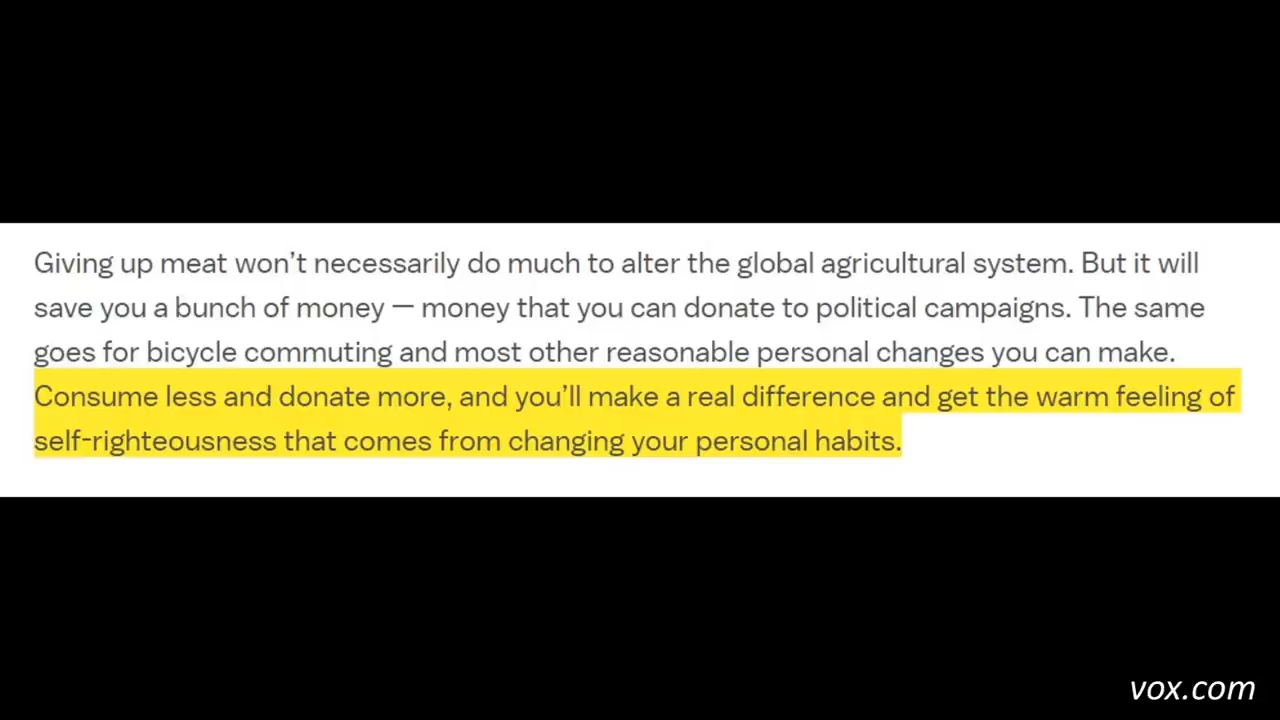 Giving up meat won’t necessarily do much to alter the global agricultural system. But it will
save you a bunch of money — money that you can donate to political campaigns. The same
goes for bicycle commuting and most other reasonable personal changes you can make.
Consume less and donate more, and you’ll make a real difference and get the warm feeling of
self-righteousness that comes from changing your personal habits.
vox.com